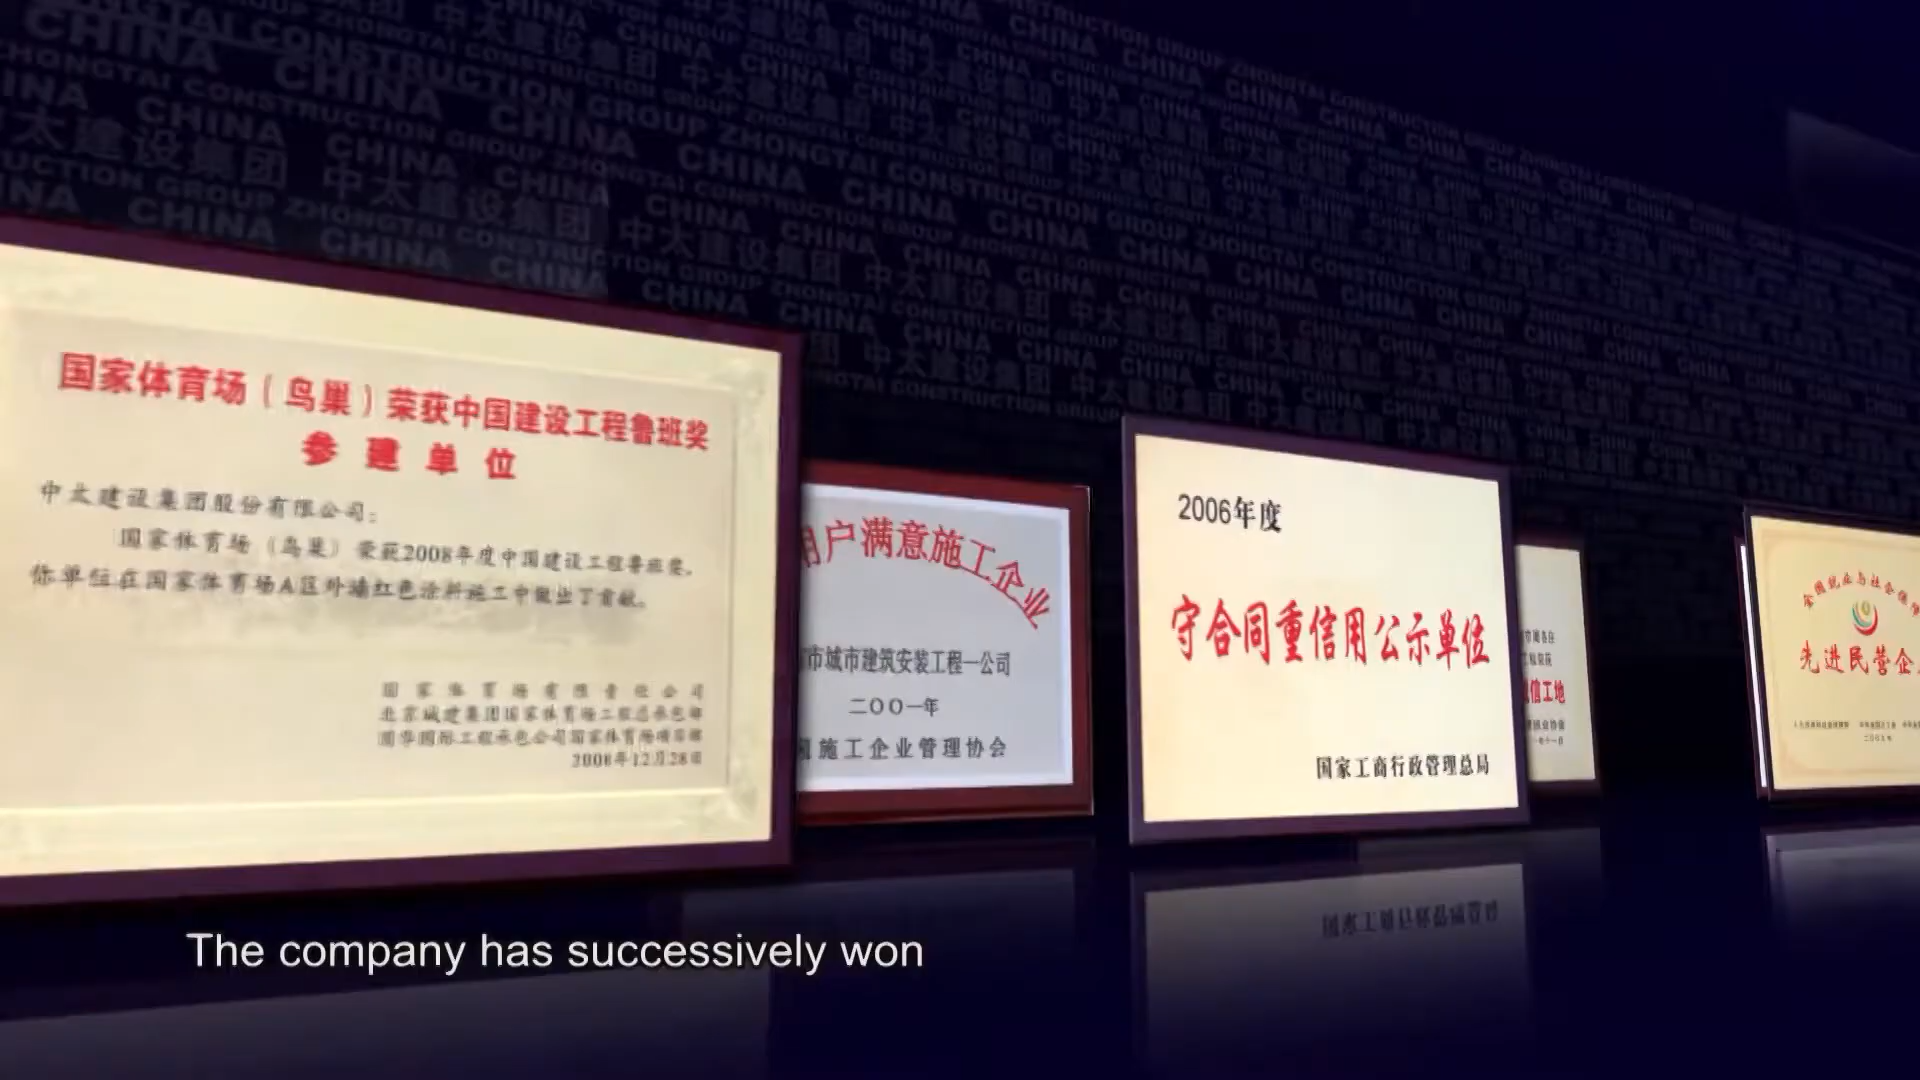 CHINA
ZHONGTAI CONSTRUCTION GROUP
中太建设集团
国家体育场（鸟巢）荣获中国建设工程鲁班奖
参建单位
中太建设集团股份有限公司：
国家体育场（鸟巢）荣获2008年度中国建设工程鲁班奖。
你单位在国家体育场A区外墙红色涂料施工中做出了贡献。
国家体育场有限责任公司
北京城建集团国家体育场工程总承包部
国华国际工程承包公司国家体育场项目部
2008年12月28日
用户满意施工企业
市城市建筑安装工程一公司
二〇〇一年
施工企业管理协会
2006年度
守合同重信用公示单位
国家工商行政管理总局
信工地
全国就业与社会保
先进民营企
The company has successively won